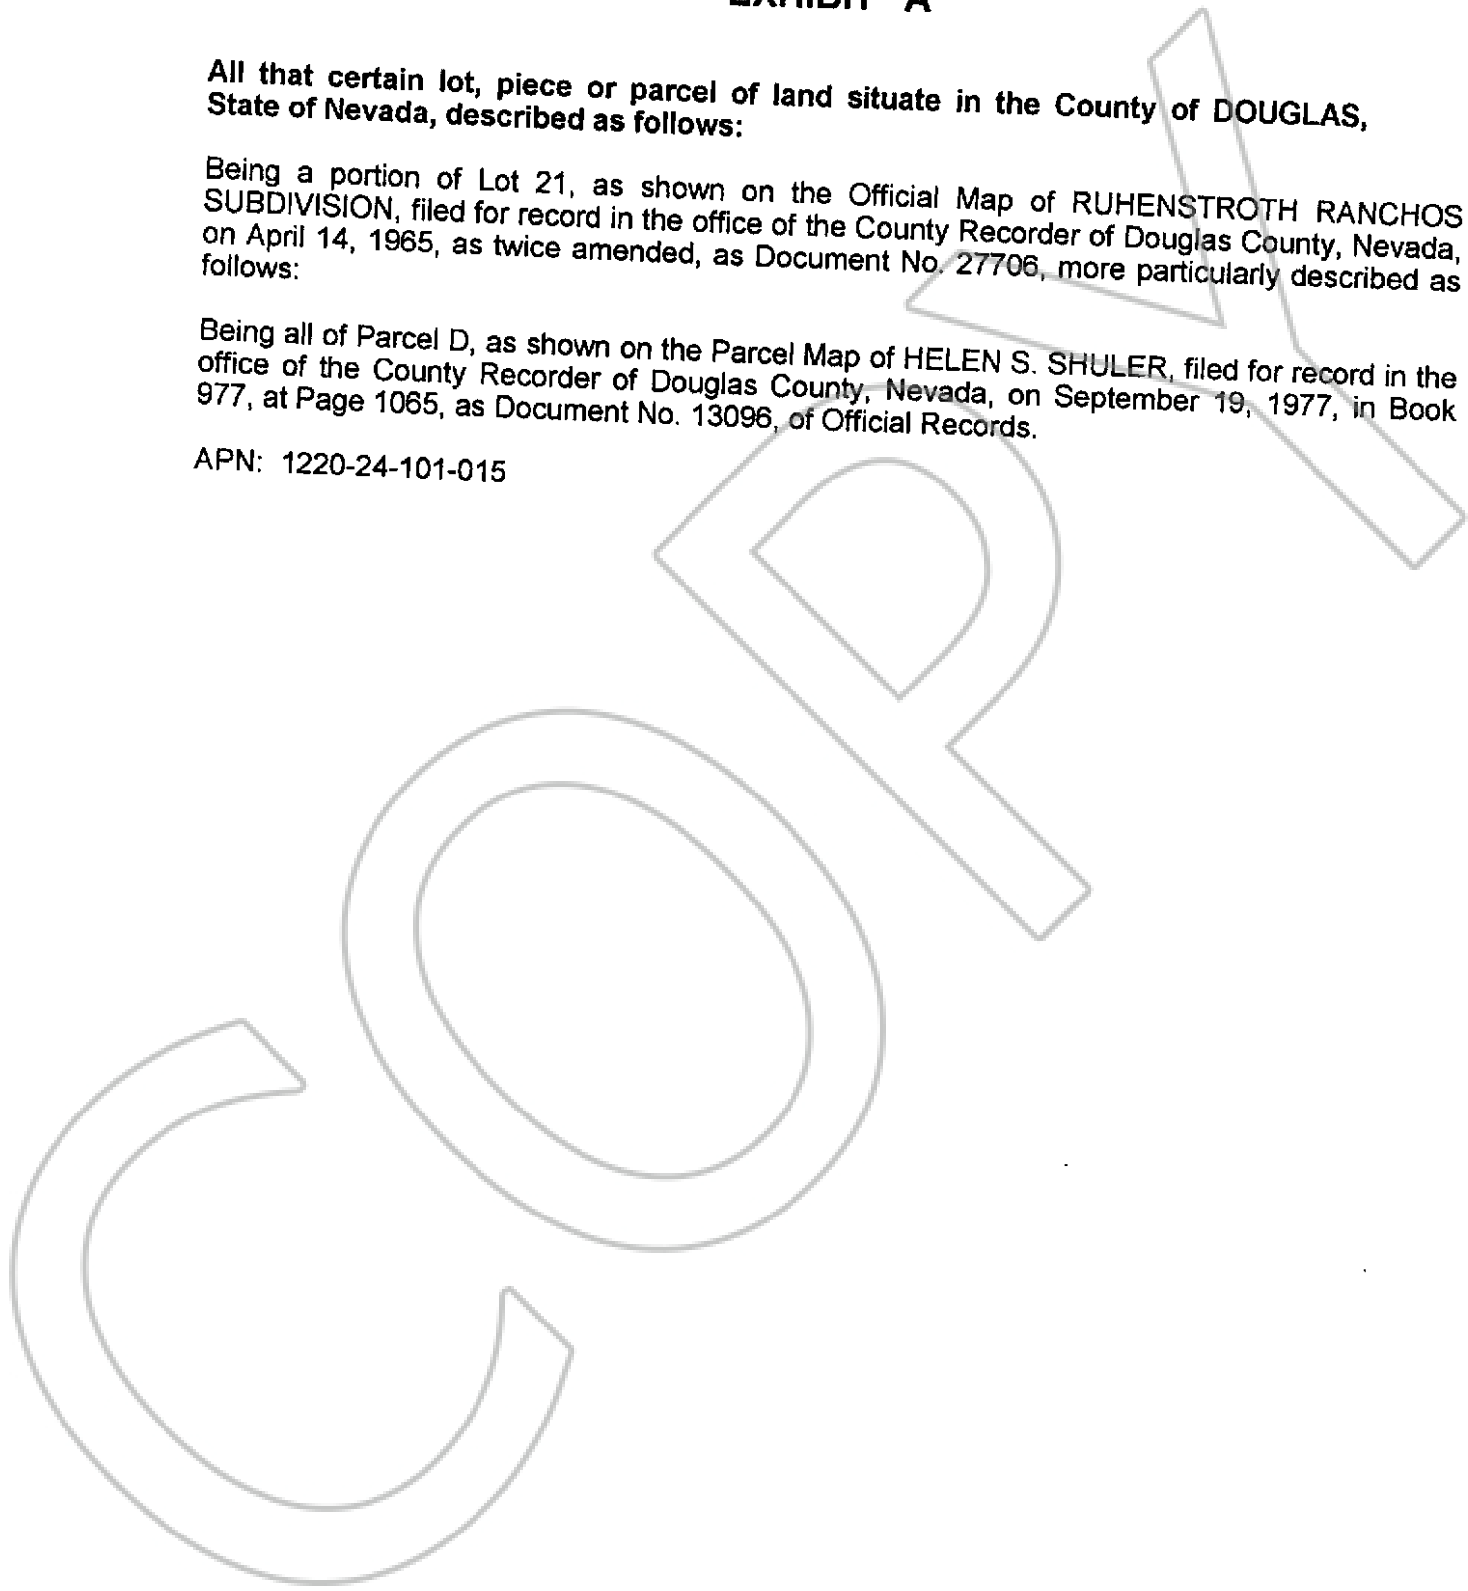 EXHIBIT "A"
All that certain lot, piece or parcel of land situate in the County of DOUGLAS,
State of Nevada, described as follows:
Being a portion of Lot 21, as shown on the Official Map of RUHENSTROTH RANCHOS
SUBDIVISION, filed for record in the office of the County Recorder of Douglas County, Nevada,
on April 14, 1965, as twice amended, as Document No. 27706, more particularly described as
follows:
Being all of Parcel D, as shown on the Parcel Map of HELEN S. SHULER, filed for record in the
office of the County Recorder of Douglas County, Nevada, on September 19, 1977, in Book
977, at Page 1065, as Document No. 13096, of Official Records.
APN: 1220-24-101-015
COPY